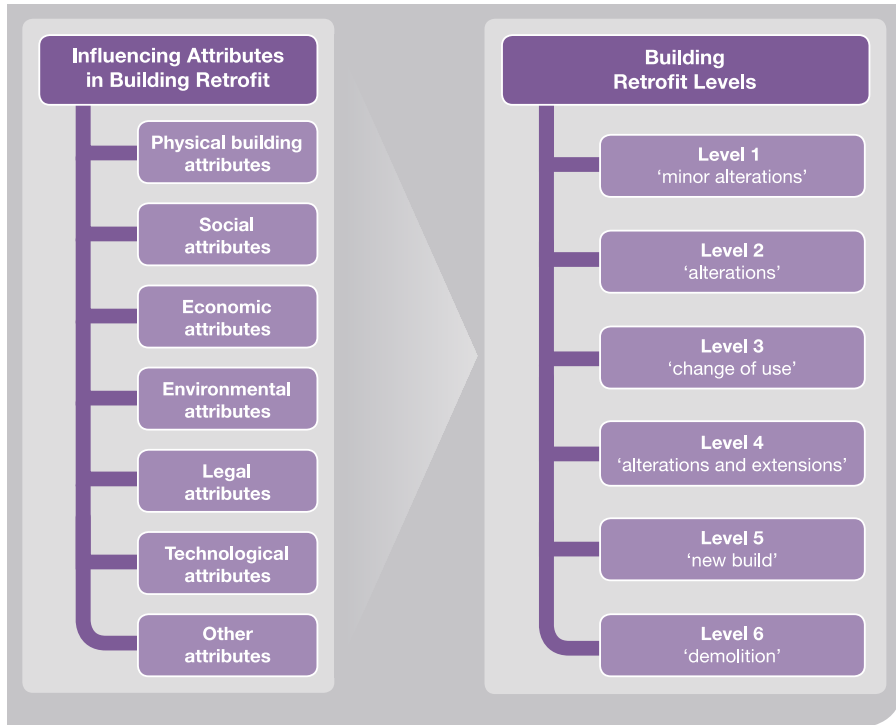 Influencing Attributes
in Building Retrofit
Physical building
attributes
Social
attributes
Economic
attributes
Environmental
attributes
Legal
attributes
Technological
attributes
Other
attributes
Building
Retrofit Levels
Level 1
‘minor alterations’
Level 2
‘alterations’
Level 3
‘change of use’
Level 4
‘alterations and extensions’
Level 5
‘new build’
Level 6
‘demolition’